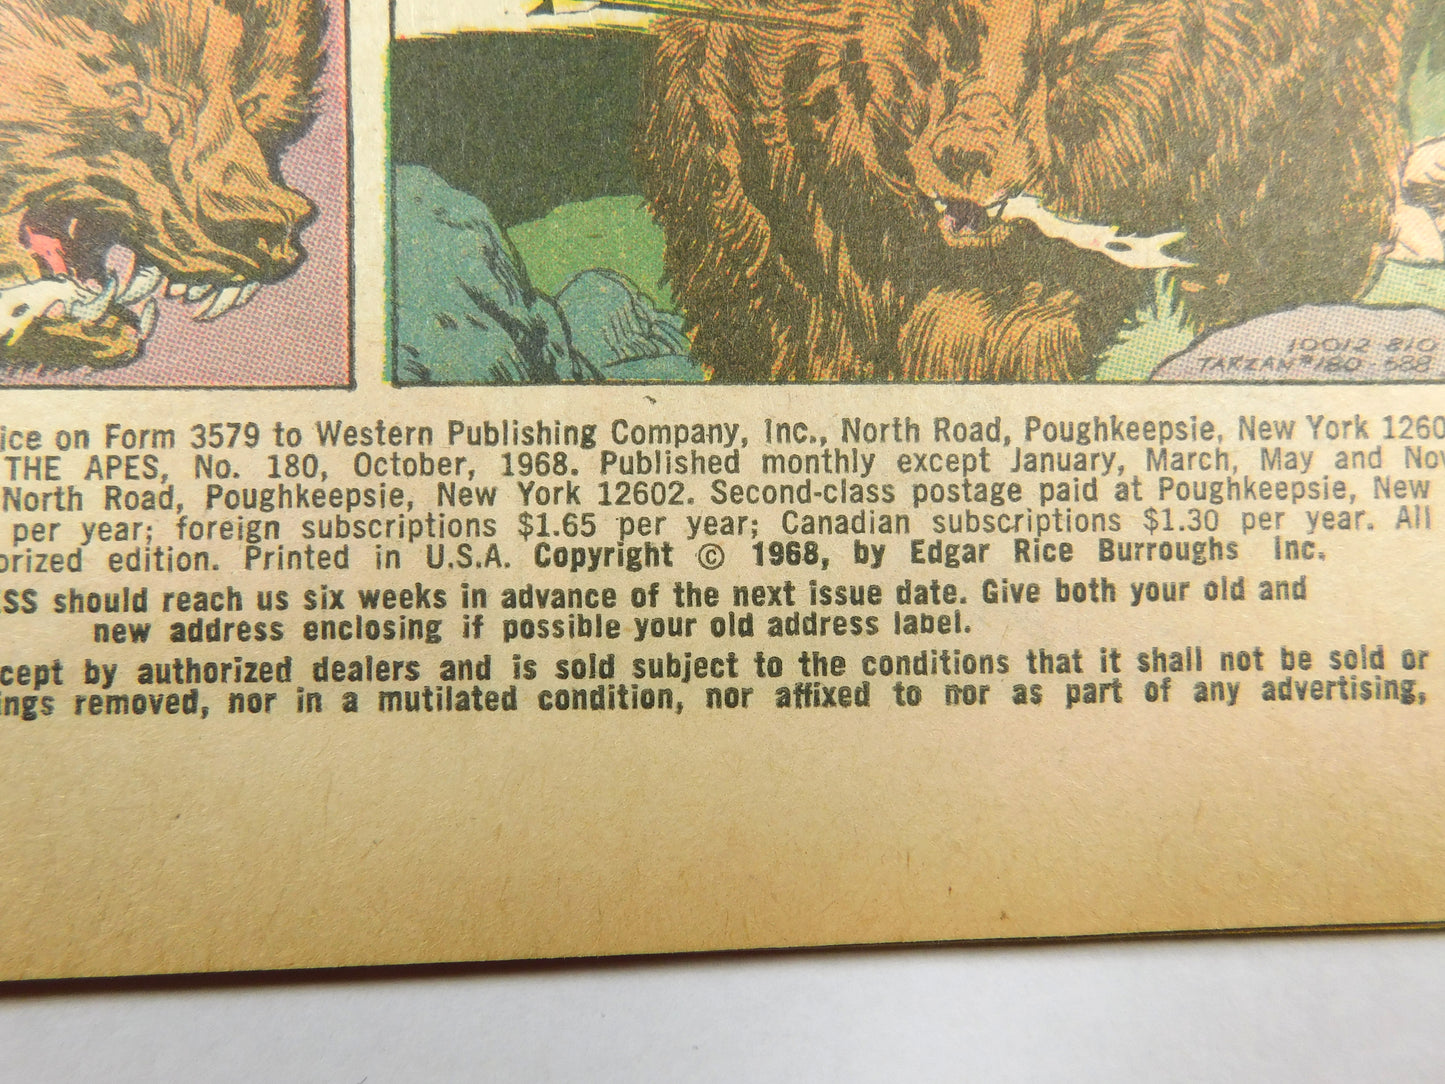 10012 810
TARZAN #180 588
ice on Form 3579 to Western Publishing Company, Inc., North Road, Poughkeepsie, New York 1260
THE APES, No. 180, October, 1968. Published monthly except January, March, May and Nov
North Road, Poughkeepsie, New York 12602. Second-class postage paid at Poughkeepsie, New
per year; foreign subscriptions $1.65 per year; Canadian subscriptions $1.30 per year. All
orized edition. Printed in U.S.A. Copyright © 1968, by Edgar Rice Burroughs Inc.
ESS should reach us six weeks in advance of the next issue date. Give both your old and
new address enclosing if possible your old address label.
cept by authorized dealers and is sold subject to the conditions that it shall not be sold or
ings removed, nor in a mutilated condition, nor affixed to nor as part of any advertising,